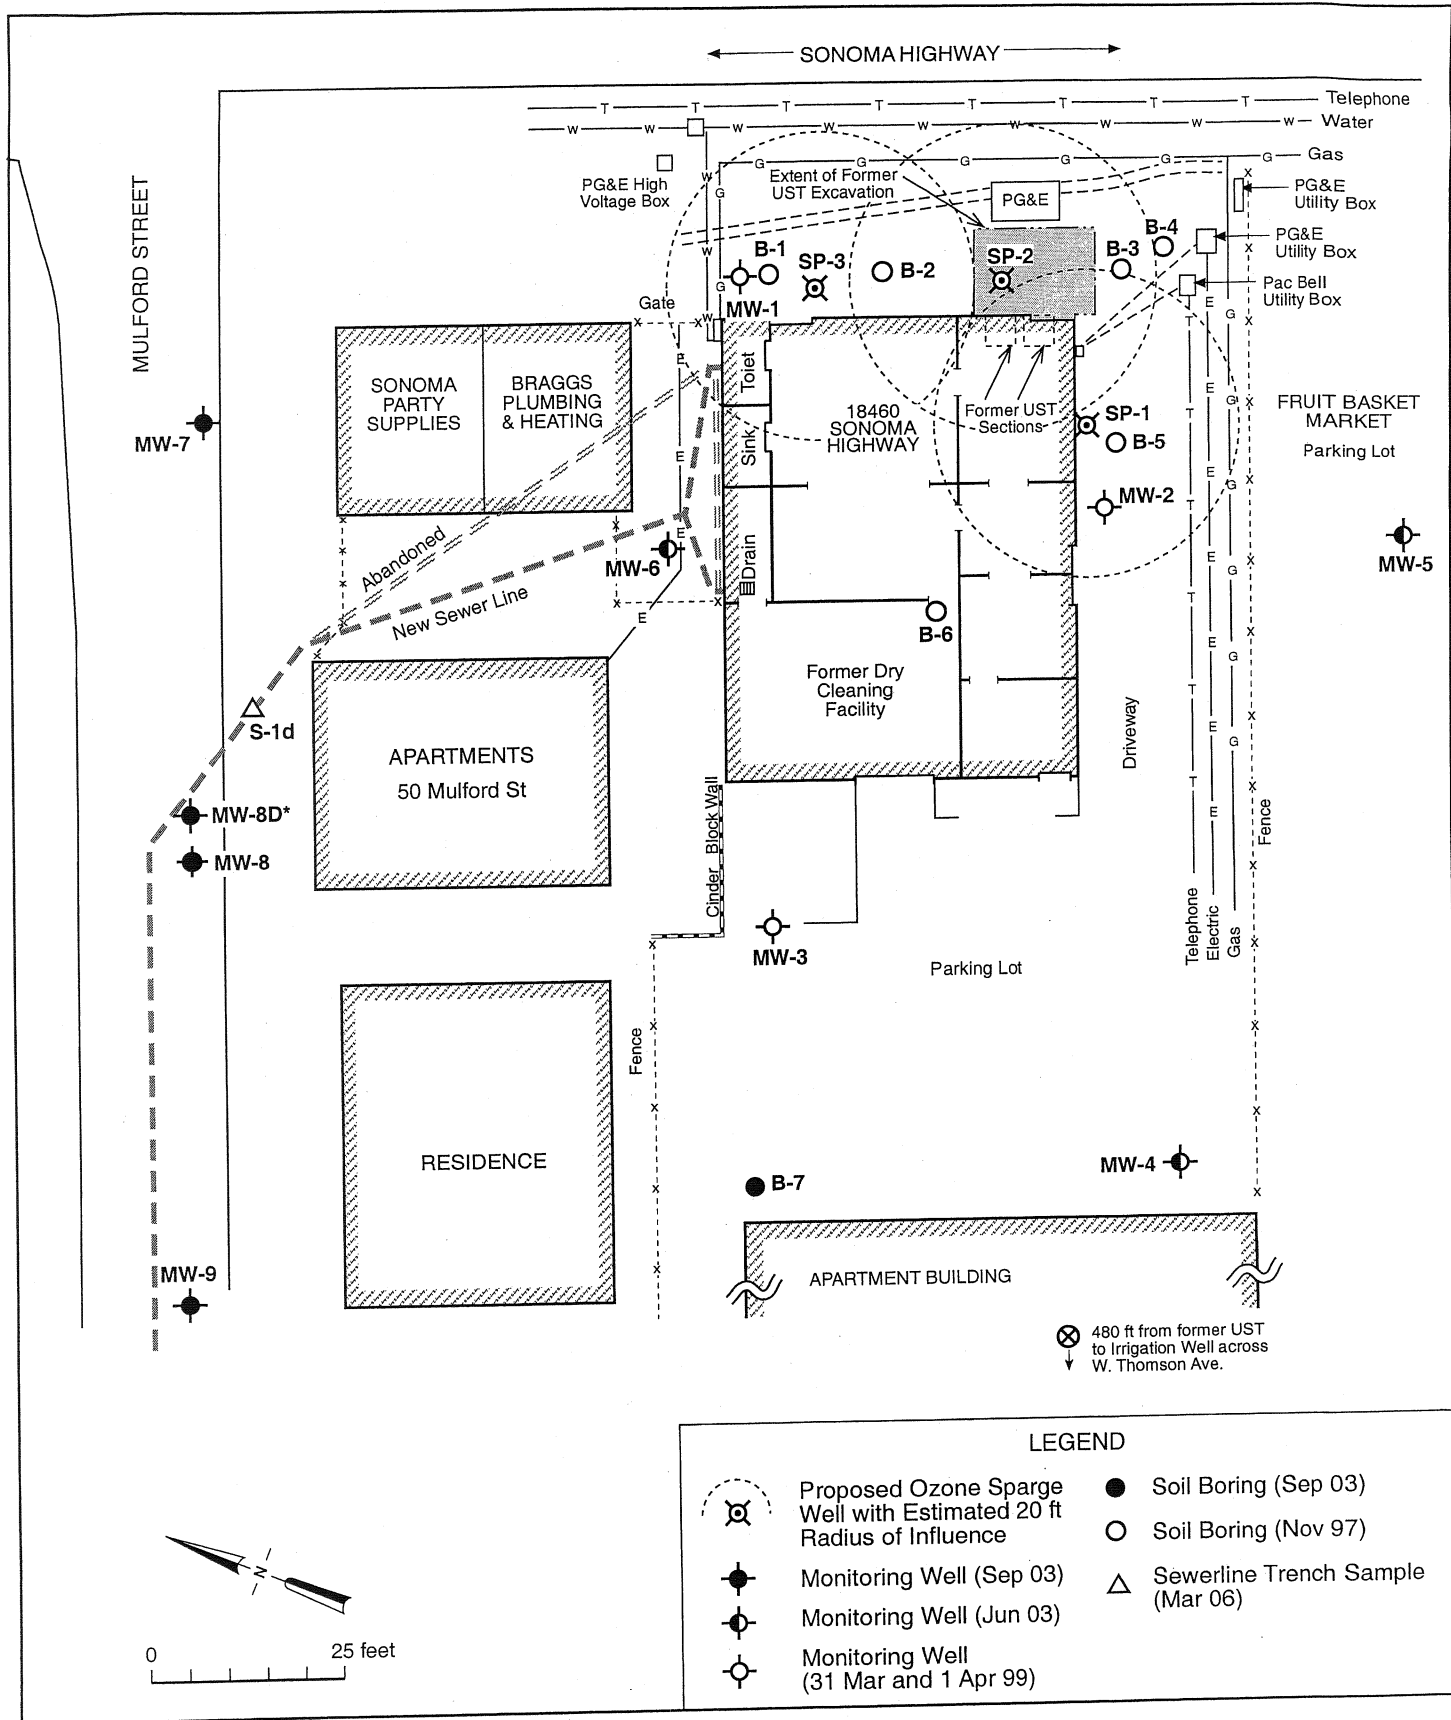 SONOMA HIGHWAY
T T T T T T T T Telephone
W W W W W W W W W Water
G G G G G G Gas
PG&E High
Voltage Box
Extent of Former
UST Excavation
PG&E
PG&E
Utility Box
PG&E
Utility Box
Pac Bell
Utility Box
MULFORD STREET
B-1
SP-3
B-2
SP-2
B-3
B-4
MW-1
Gate
SONOMA
PARTY
SUPPLIES
BRAGGS
PLUMBING
& HEATING
Toiet
Sink
Drain
18460
SONOMA
HIGHWAY
Former UST
Sections
SP-1
B-5
MW-2
FRUIT BASKET
MARKET
Parking Lot
MW-7
MW-5
MW-6
Abandoned
New Sewer Line
B-6
Former Dry
Cleaning
Facility
Driveway
S-1d
APARTMENTS
50 Mulford St
MW-8D*
MW-8
Cinder Block Wall
Fence
Telephone
Electric
Gas
MW-3
Parking Lot
Fence
RESIDENCE
MW-4
B-7
MW-9
APARTMENT BUILDING
480 ft from former UST
to Irrigation Well across
W. Thomson Ave.
LEGEND
Proposed Ozone Sparge
Well with Estimated 20 ft
Radius of Influence
Monitoring Well (Sep 03)
Monitoring Well (Jun 03)
Monitoring Well
(31 Mar and 1 Apr 99)
Soil Boring (Sep 03)
Soil Boring (Nov 97)
Sewerline Trench Sample
(Mar 06)
N
0 25 feet